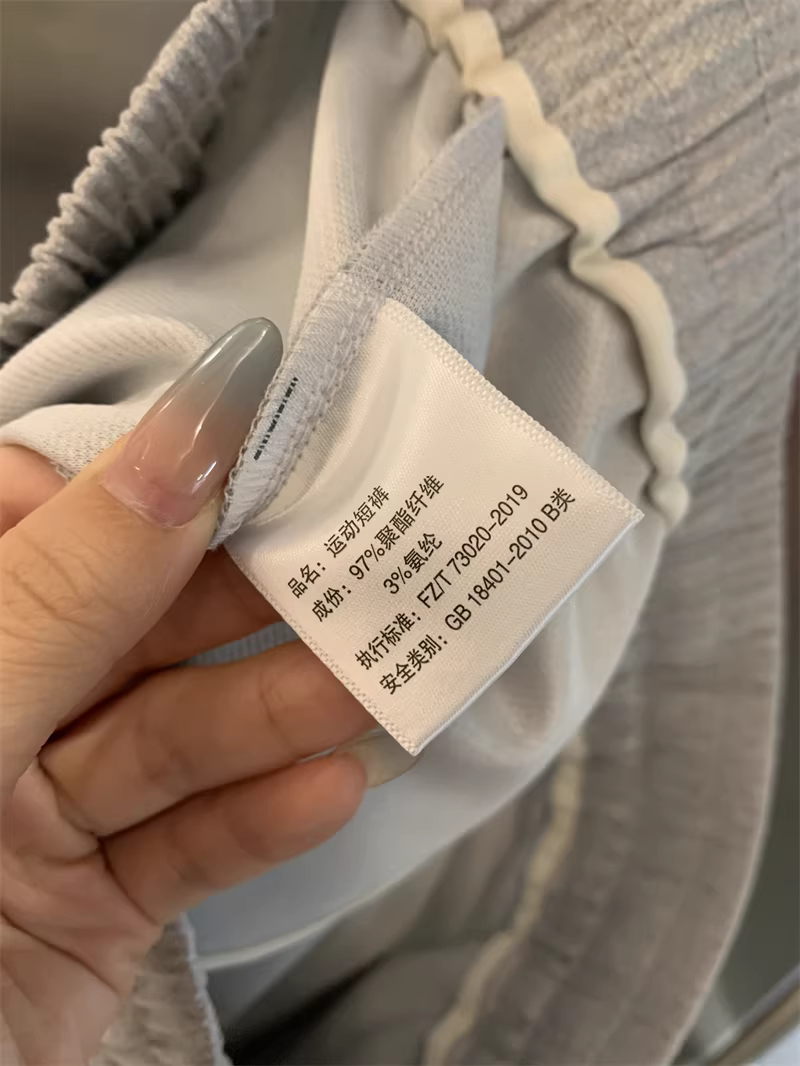 品名：运动短裤
成份：97%聚酯纤维
3%氨纶
执行标准：FZ/T 73020-2019
安全类别：GB 18401-2010 B类